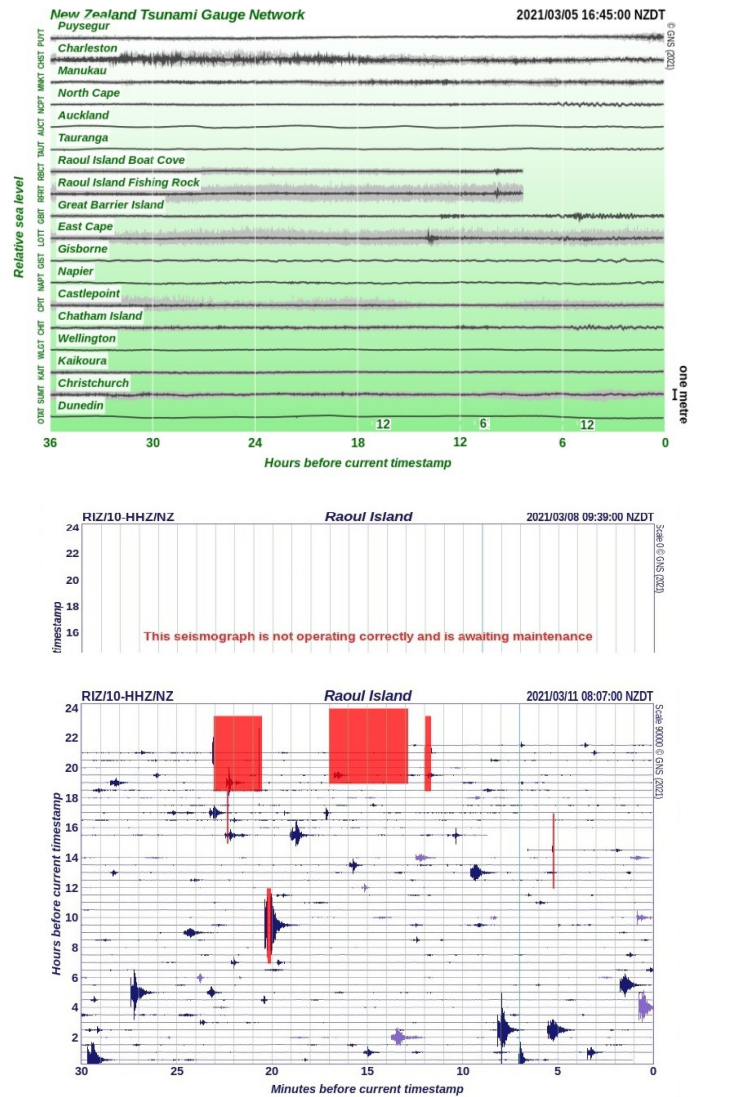 New Zealand Tsunami Gauge Network 2021/03/05 16:45:00 NZDT
© GNS (2021)
Relative sea level
PUYT Puysegur
CHST Charleston
MNKT Manukau
NCPT North Cape
AUCT Auckland
TAUT Tauranga
RBCT Raoul Island Boat Cove
RFRT Raoul Island Fishing Rock
GBIT Great Barrier Island
LOTT East Cape
GIST Gisborne
NAPT Napier
CPIT Castlepoint
CHIT Chatham Island
WLGT Wellington
KAIT Kaikoura
SUMT Christchurch
OTAT Dunedin
one metre
12 6 12
36 30 24 18 12 6 0
Hours before current timestamp
RIZ/10-HHZ/NZ Raoul Island 2021/03/08 09:39:00 NZDT
Scale 0 © GNS (2021)
24
22
20
18
16
timestamp
This seismograph is not operating correctly and is awaiting maintenance
RIZ/10-HHZ/NZ Raoul Island 2021/03/11 08:07:00 NZDT
Scale 90000 © GNS (2021)
Hours before current timestamp
24
22
20
18
16
14
12
10
8
6
4
2
30 25 20 15 10 5 0
Minutes before current timestamp